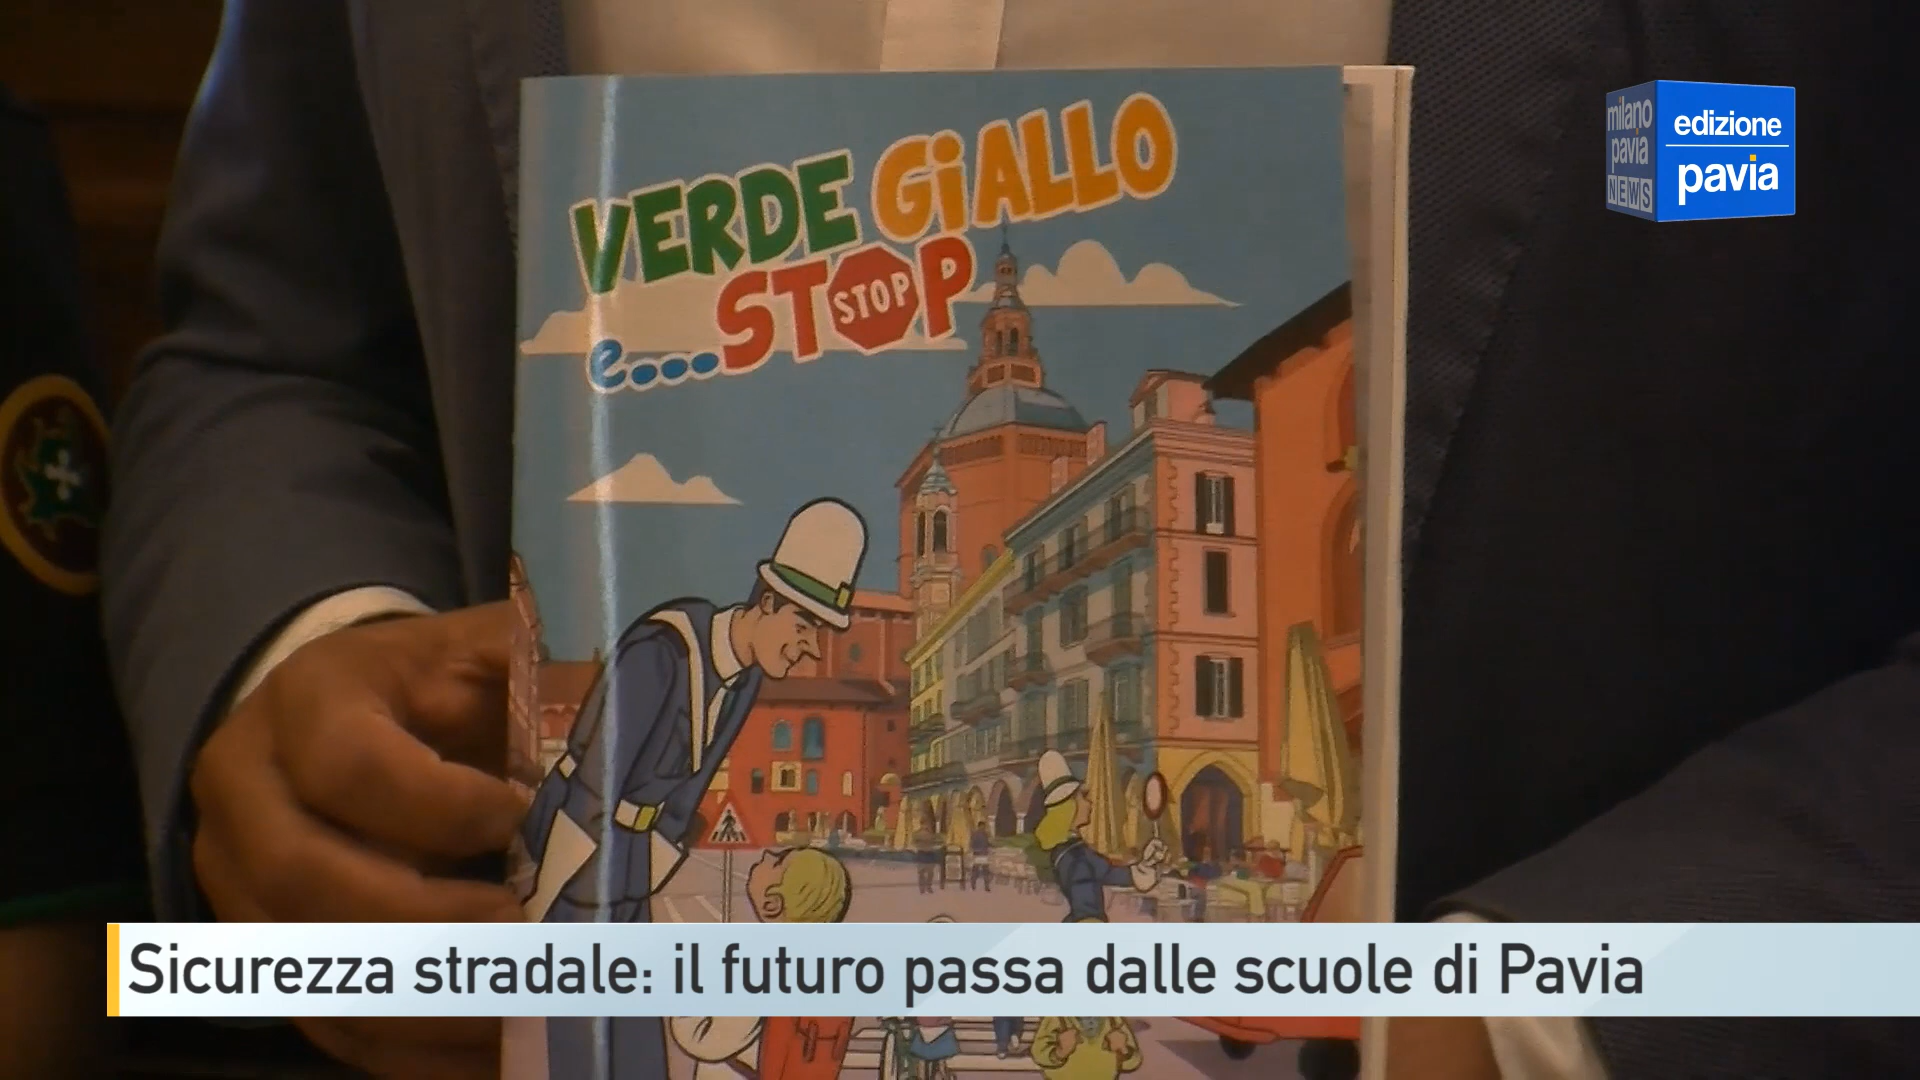 milano
pavia
NEWS
edizione
pavia
VERDE GiALLO
e....STOP
STOP
Sicurezza stradale: il futuro passa dalle scuole di Pavia